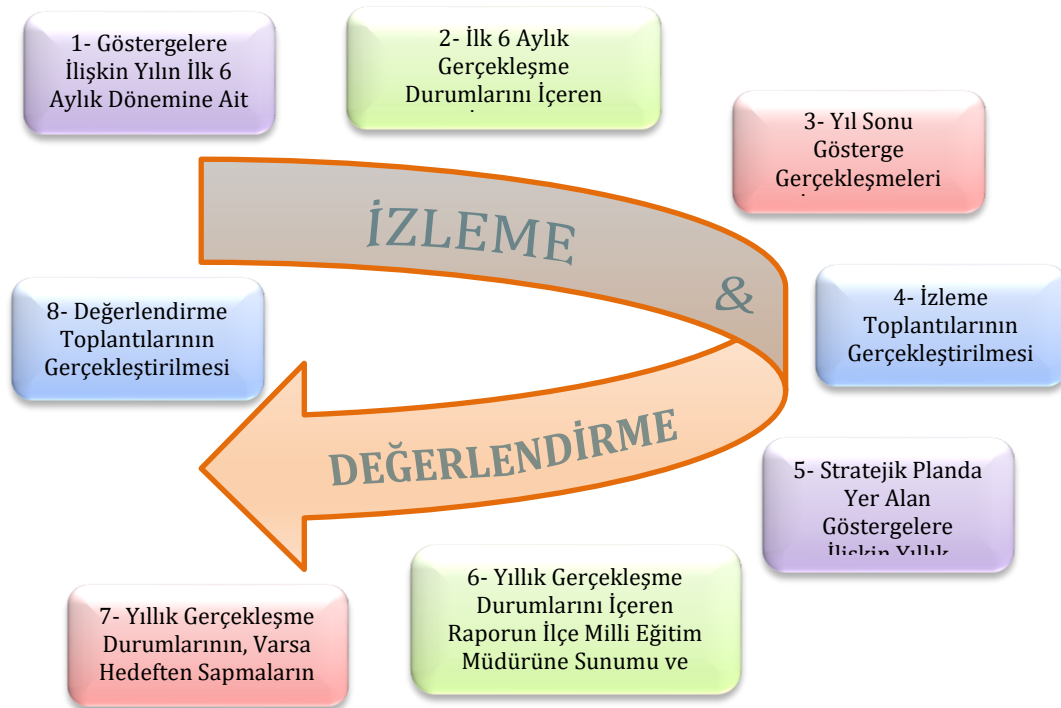 1- Göstergelere
İlişkin Yılın İlk 6
Aylık Dönemine Ait
2- İlk 6 Aylık
Gerçekleşme
Durumlarını İçeren
3- Yıl Sonu
Gösterge
Gerçekleşmeleri
İZLEME
&
8- Değerlendirme
Toplantılarının
Gerçekleştirilmesi
4- İzleme
Toplantılarının
Gerçekleştirilmesi
DEĞERLENDİRME
5- Stratejik Planda
Yer Alan
Göstergelere
İlişkin Yıllık
6- Yıllık Gerçekleşme
Durumlarını İçeren
Raporun İlçe Milli Eğitim
Müdürüne Sunumu ve
7- Yıllık Gerçekleşme
Durumlarının, Varsa
Hedeften Sapmaların